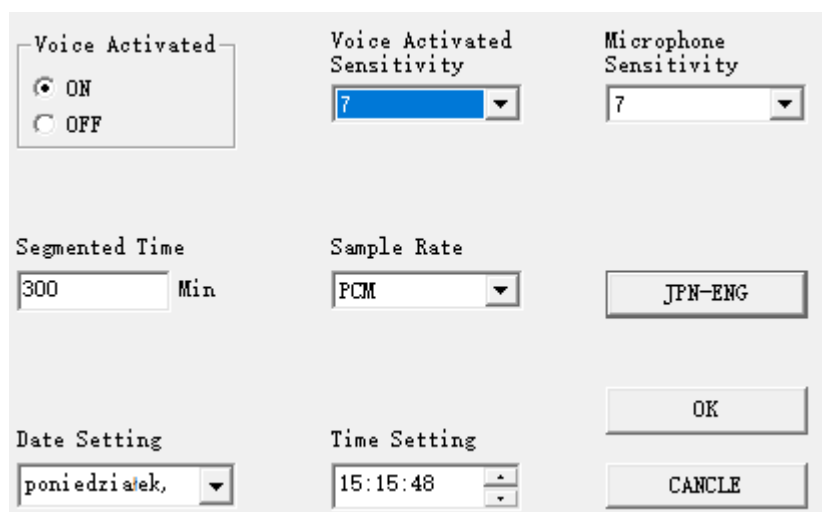 Voice Activated
ON
OFF
Voice Activated
Sensitivity
7
Microphone
Sensitivity
7
Segmented Time
300 Min
Sample Rate
PCM
JPN-ENG
OK
Date Setting
poniedziałek,
Time Setting
15:15:48
CANCLE